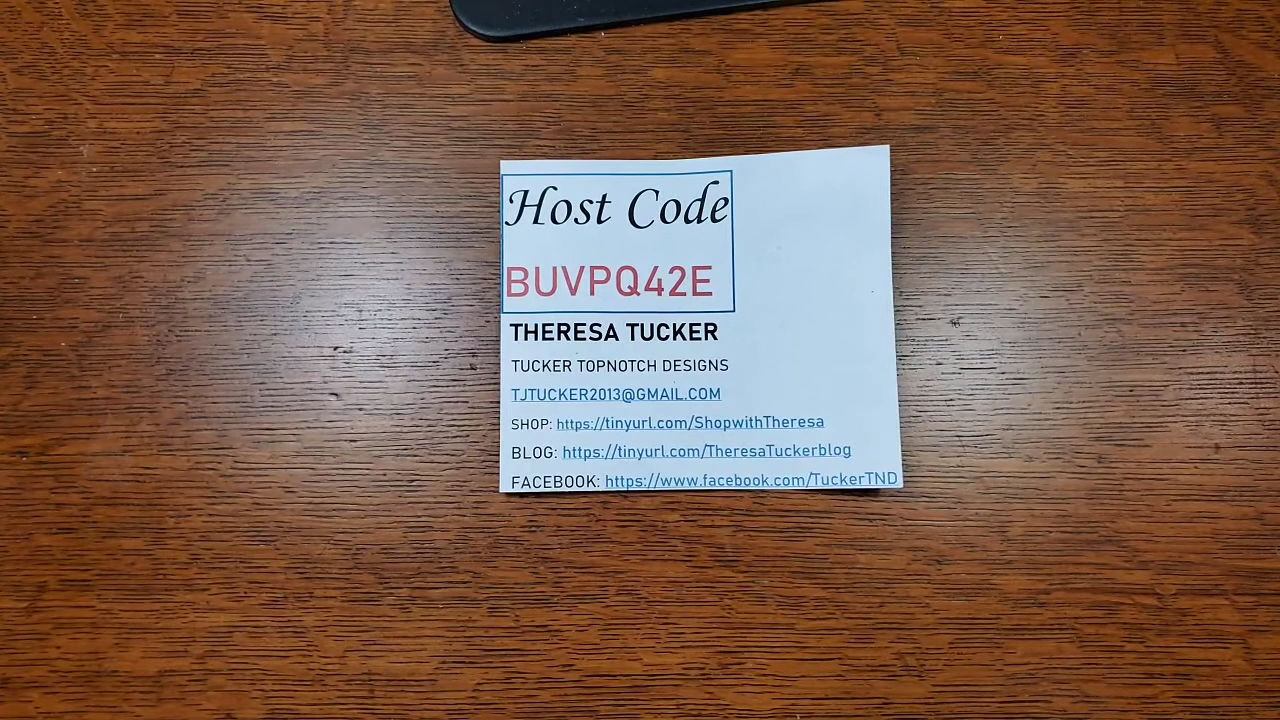 Host Code
BUVPQ42E
THERESA TUCKER
TUCKER TOPNOTCH DESIGNS
TJTUCKER2013@GMAIL.COM
SHOP: https://tinyurl.com/ShopwithTheresa
BLOG: https://tinyurl.com/TheresaTuckerblog
FACEBOOK: https://www.facebook.com/TuckerTND